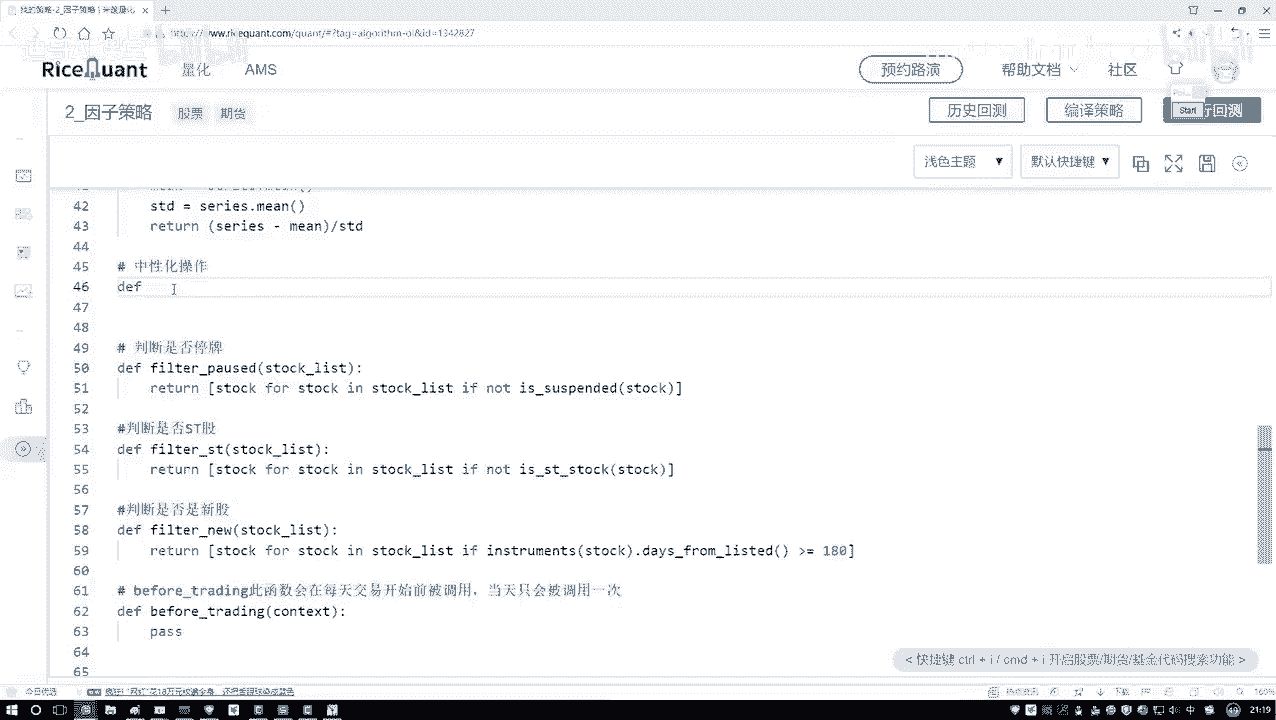 我的策略-2_因子策略
www.ricequant.com/quant/#?tag=algorithm
RiceQuant 量化 AMS 预约路演 帮助文档 社区
2_因子策略 股票 期货 历史回测 编译策略 回测
Start
浅色主题 默认快捷键
42 std = series.mean()
43 return (series - mean)/std
44
45 # 中性化操作
46 def
47
48
49 # 判断是否停牌
50 def filter_paused(stock_list):
51 return [stock for stock in stock_list if not is_suspended(stock)]
52
53 #判断是否ST股
54 def filter_st(stock_list):
55 return [stock for stock in stock_list if not is_st_stock(stock)]
56
57 #判断是否是新股
58 def filter_new(stock_list):
59 return [stock for stock in stock_list if instruments(stock).days_from_listed() >= 180]
60
61 # before_trading此函数会在每天交易开始前被调用，当天只会被调用一次
62 def before_trading(context):
63 pass
64
65
< 快捷键 ctrl + i / cmd + i 开启股票/期货/基金代码搜索功能 >
21:19